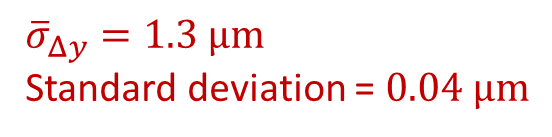 σ̄Δy = 1.3 μm
Standard deviation = 0.04 μm